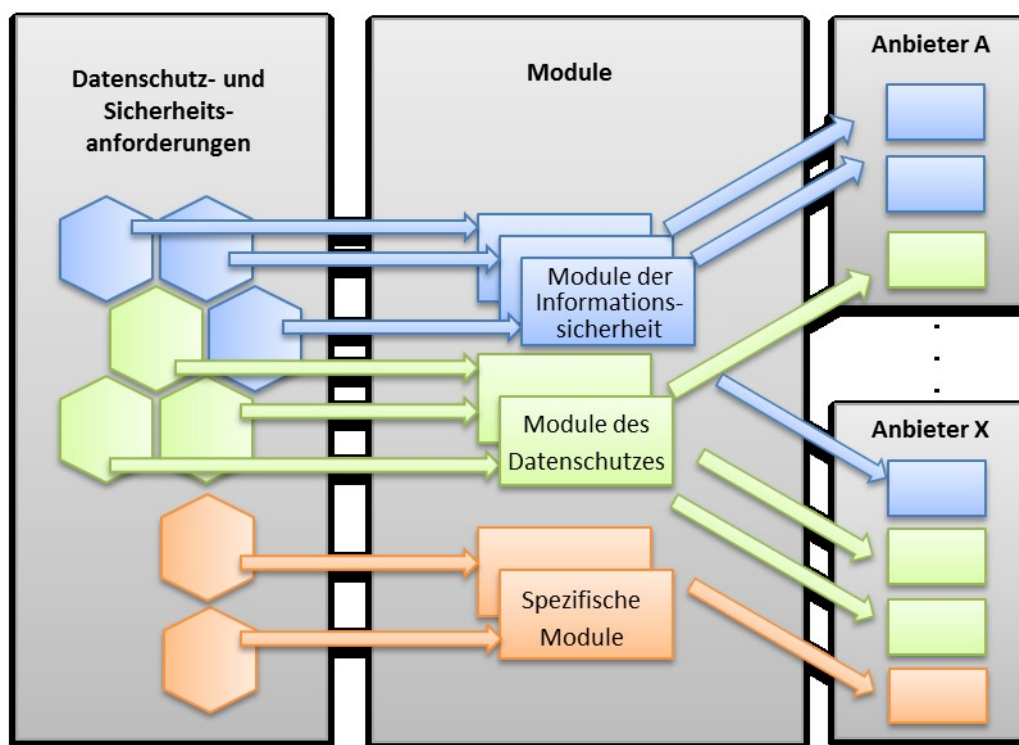 Datenschutz- und
Sicherheits-
anforderungen
Module
Module der
Informations-
sicherheit
Module des
Datenschutzes
Spezifische
Module
Anbieter A
Anbieter X